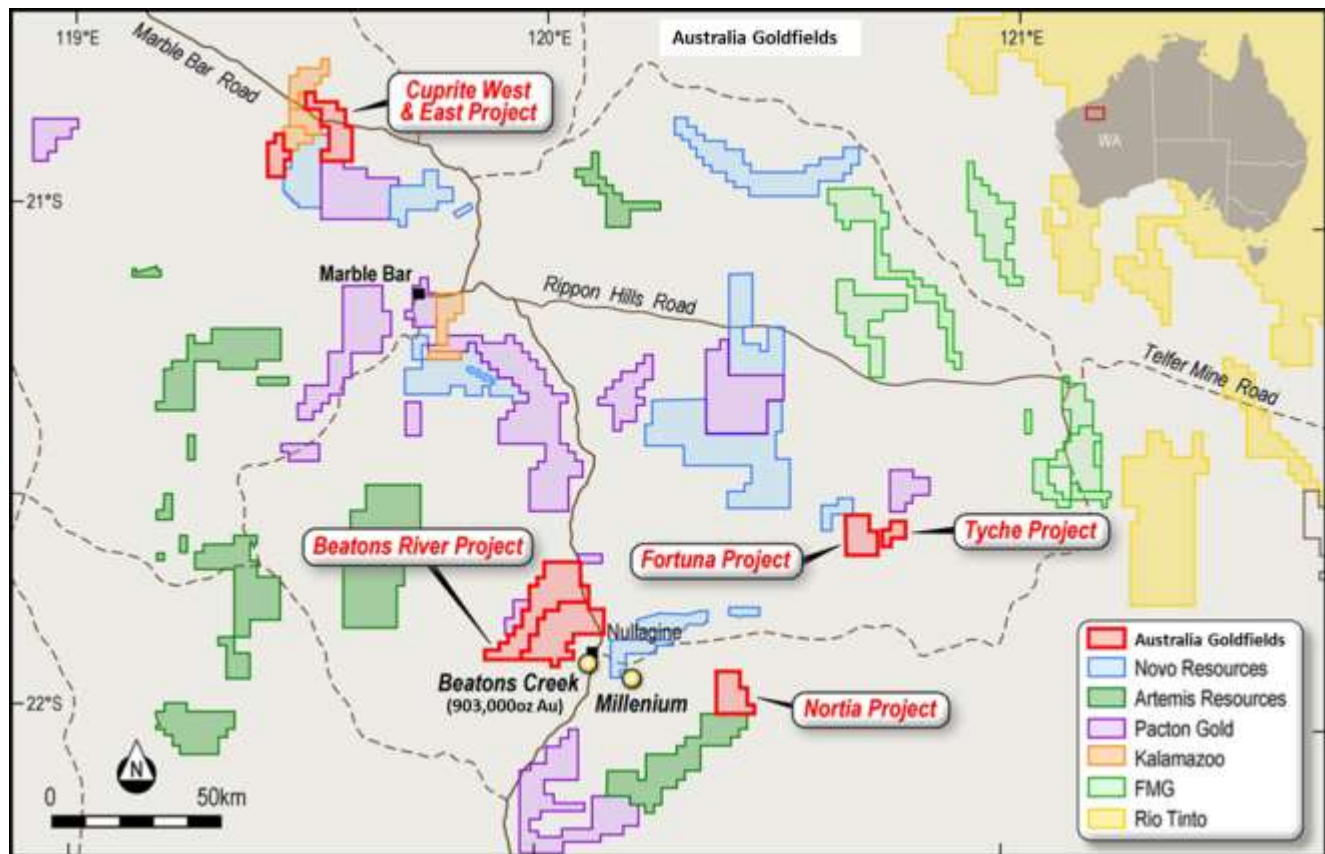 119°E
120°E
Australia Goldfields
121°E
Marble Bar Road
Cuprite West
& East Project
WA
21°S
Marble Bar
Rippon Hills Road
Telfer Mine Road
Beatons River Project
Fortuna Project
Tyche Project
Nullagine
Beatons Creek
(903,000oz Au)
Millenium
Nortia Project
22°S
N
0
50km
Australia Goldfields
Novo Resources
Artemis Resources
Pacton Gold
Kalamazoo
FMG
Rio Tinto